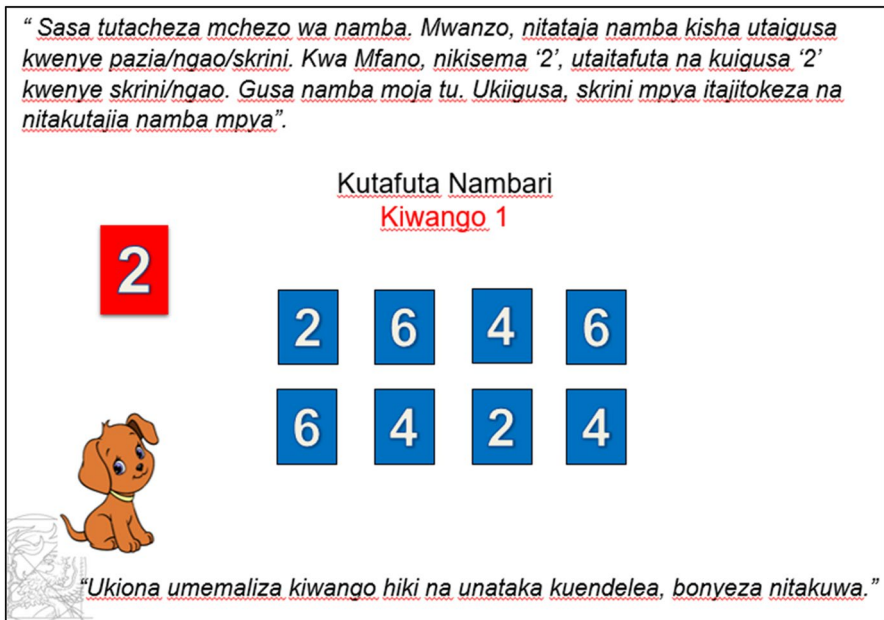 “ Sasa tutacheza mchezo wa namba. Mwanzo, nitataja namba kisha utaigusa
kwenye pazia/ngao/skrini. Kwa Mfano, nikisema ‘2’, utaitafuta na kuigusa ‘2’
kwenye skrini/ngao. Gusa namba moja tu. Ukiigusa, skrini mpya itajitokeza na
nitakutajia namba mpya”.
Kutafuta Nambari
Kiwango 1
2
2 6 4 6
6 4 2 4
“Ukiona umemaliza kiwango hiki na unataka kuendelea, bonyeza nitakuwa.”